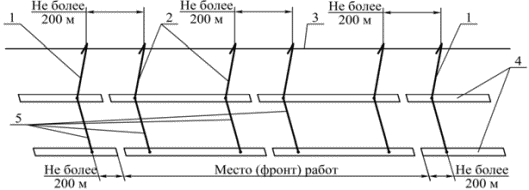 Не более
200 м
Не более
200 м
Не более
200 м
1
2
3
1
4
5
Не более
200 м
Место (фронт) работ
Не более
200 м